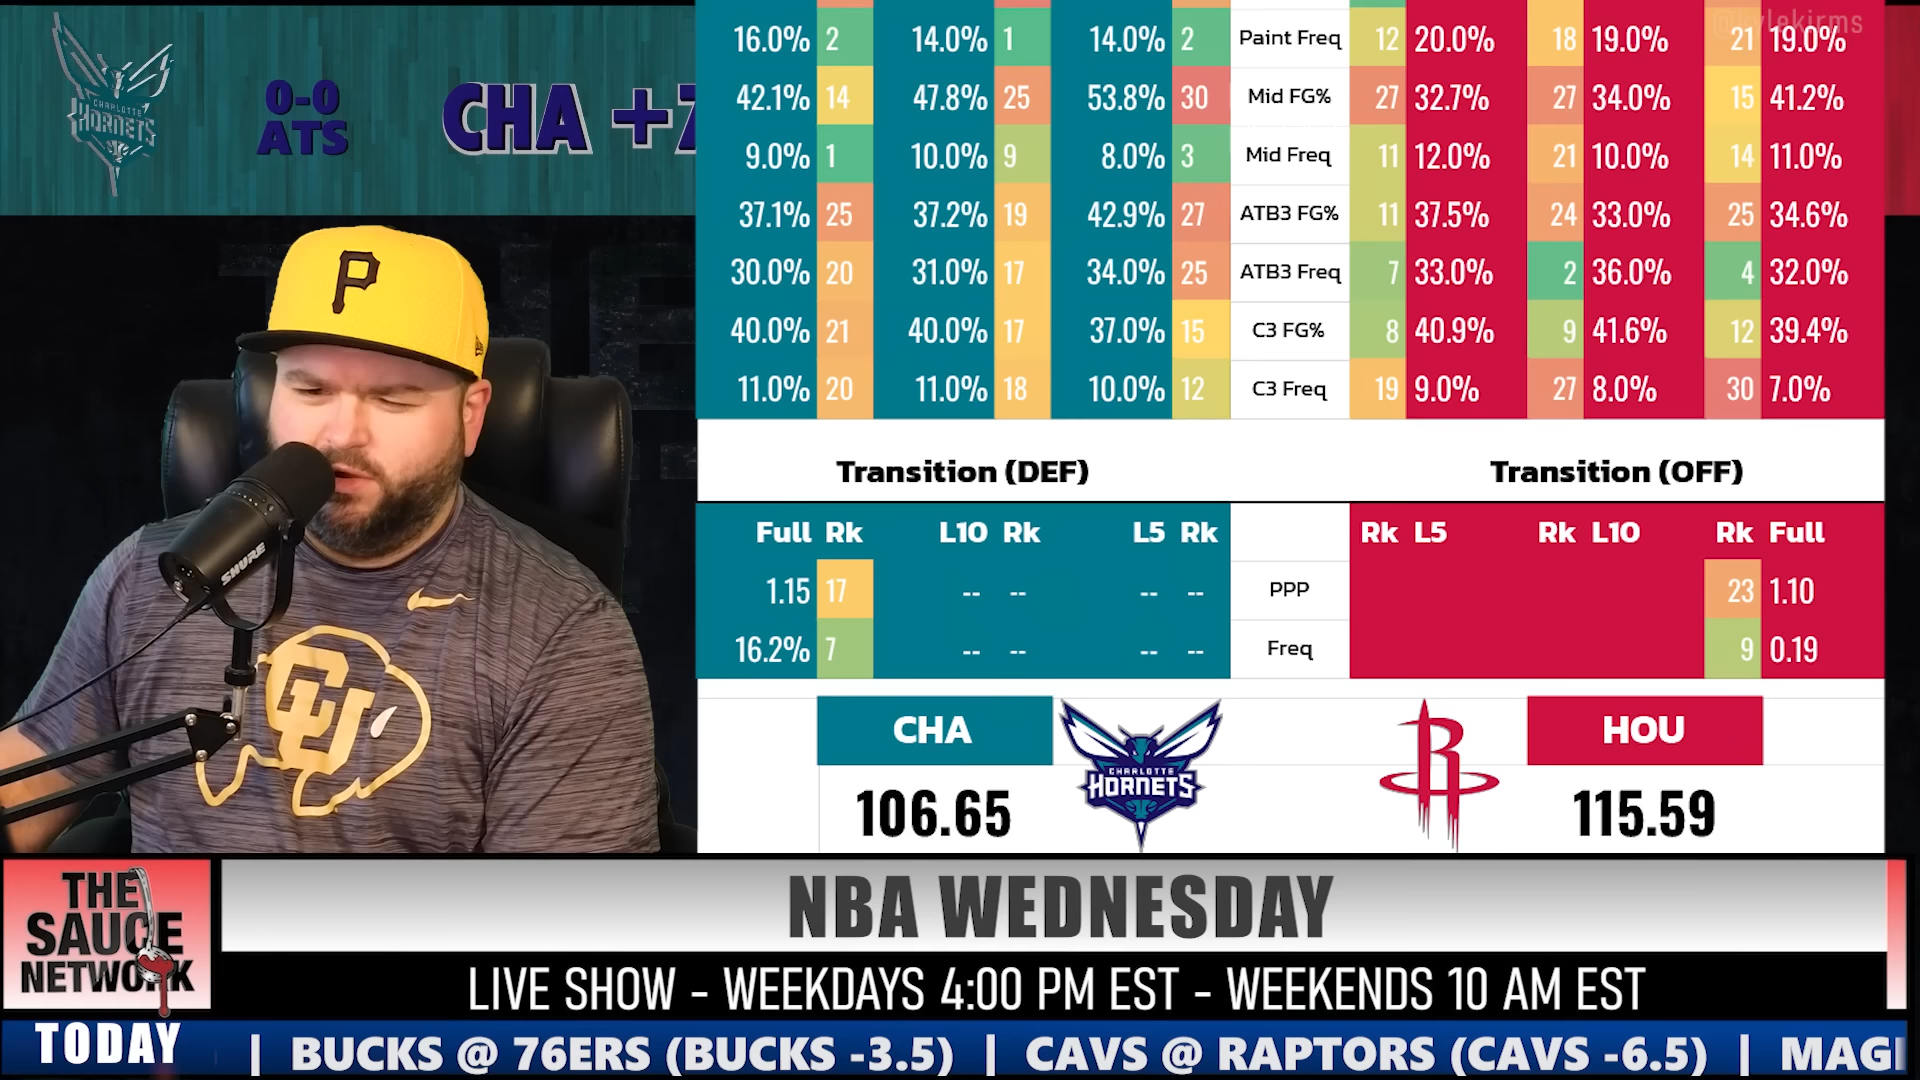 @kylekirms
CHARLOTTE
HORNETS
0-0
ATS
CHA +7
16.0% 2 14.0% 1 14.0% 2 Paint Freq 12 20.0% 18 19.0% 21 19.0%
42.1% 14 47.8% 25 53.8% 30 Mid FG% 27 32.7% 27 34.0% 15 41.2%
9.0% 1 10.0% 9 8.0% 3 Mid Freq 11 12.0% 21 10.0% 14 11.0%
37.1% 25 37.2% 19 42.9% 27 ATB3 FG% 11 37.5% 24 33.0% 25 34.6%
30.0% 20 31.0% 17 34.0% 25 ATB3 Freq 7 33.0% 2 36.0% 4 32.0%
40.0% 21 40.0% 17 37.0% 15 C3 FG% 8 40.9% 9 41.6% 12 39.4%
11.0% 20 11.0% 18 10.0% 12 C3 Freq 19 9.0% 27 8.0% 30 7.0%
Transition (DEF) Transition (OFF)
Full Rk L10 Rk L5 Rk Rk L5 Rk L10 Rk Full
1.15 17 -- -- -- -- PPP 23 1.10
16.2% 7 -- -- -- -- Freq 9 0.19
CHA HOU
CHARLOTTE
HORNETS
R
106.65 115.59
P
SHURE
CU
THE
SAUCE
NETWORK
NBA WEDNESDAY
LIVE SHOW - WEEKDAYS 4:00 PM EST - WEEKENDS 10 AM EST
TODAY | BUCKS @ 76ERS (BUCKS -3.5) | CAVS @ RAPTORS (CAVS -6.5) | MAGI